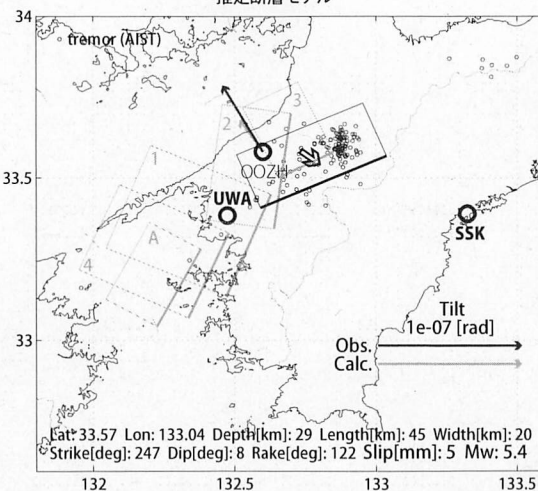 推定断層モデル
34
tremor (AIST)
3
2
1
OOZH
33.5
UWA
A
SSK
4
Tilt
1e-07 [rad]
33
Obs.
Calc.
Lat: 33.57 Lon: 133.04 Depth[km]: 29 Length[km]: 45 Width[km]: 20
Strike[deg]: 247 Dip[deg]: 8 Rake[deg]: 122 Slip[mm]: 5 Mw: 5.4
132 132.5 133 133.5